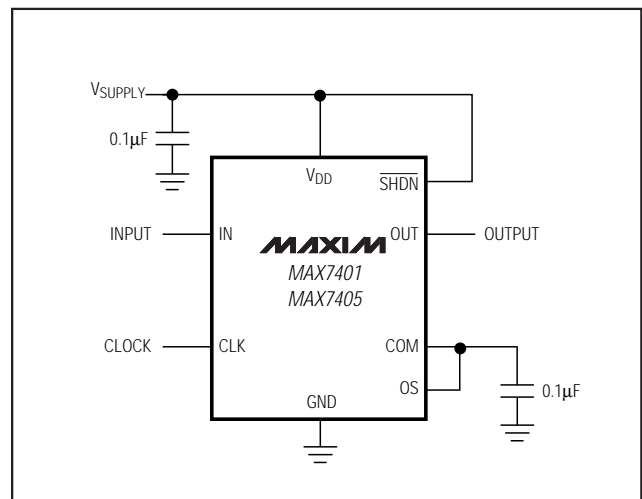 VSUPPLY
0.1μF
VDD
SHDN
INPUT
IN
MAXIM
OUT
OUTPUT
MAX7401
MAX7405
CLOCK
CLK
COM
OS
0.1μF
GND